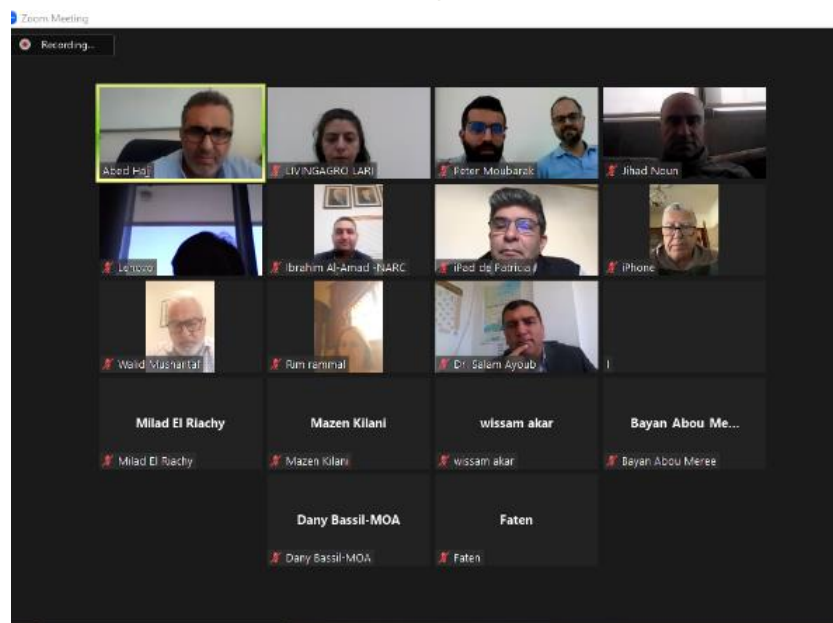 Zoom Meeting
Recording...
Abed Haj
LIVINGAGRO LARI
Peter Moubarak
Jihad Noun
Lenovo
Ibrahim Al-Amad -NARC
iPad de Patricia
iPhone
Walid Mushantaf
Rim rammal
Dr. Salam Ayoub
I
Milad El Riachy
Mazen Kilani
wissam akar
Bayan Abou Me...
Milad El Riachy
Mazen Kilani
wissam akar
Bayan Abou Meree
Dany Bassil-MOA
Faten
Dany Bassil-MOA
Faten